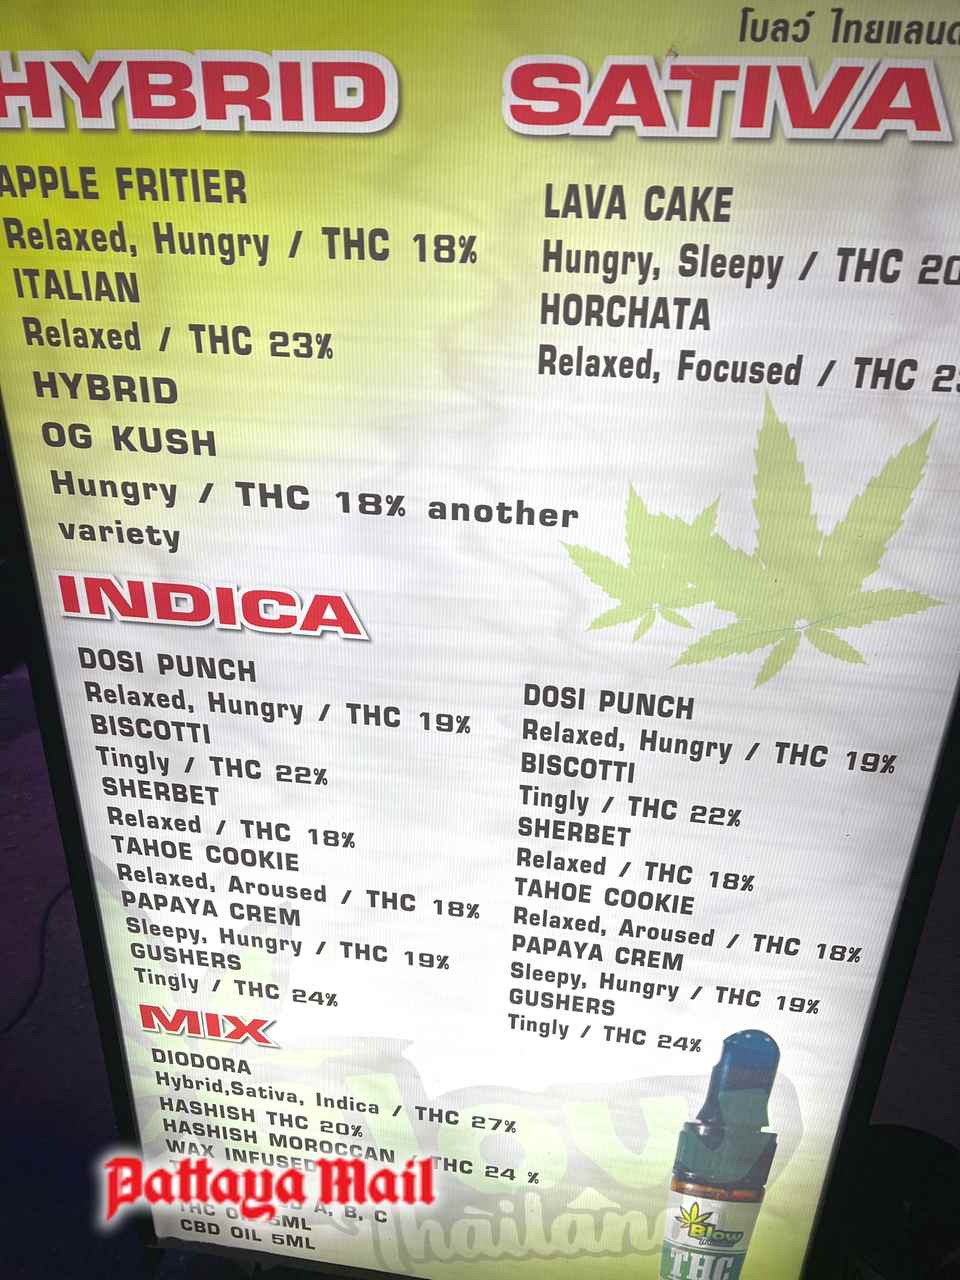 โบลว์ ไทยแลนด
HYBRID
APPLE FRITIER
Relaxed, Hungry / THC 18%
ITALIAN
Relaxed / THC 23%
HYBRID
OG KUSH
Hungry / THC 18% another
variety
SATIVA
LAVA CAKE
Hungry, Sleepy / THC 20
HORCHATA
Relaxed, Focused / THC
INDICA
DOSI PUNCH
Relaxed, Hungry / THC 19%
BISCOTTI
Tingly / THC 22%
SHERBET
Relaxed / THC 18%
TAHOE COOKIE
Relaxed, Aroused / THC 18%
PAPAYA CREM
Sleepy, Hungry / THC 19%
GUSHERS
Tingly / THC 24%
DOSI PUNCH
Relaxed, Hungry / THC 19%
BISCOTTI
Tingly / THC 22%
SHERBET
Relaxed / THC 18%
TAHOE COOKIE
Relaxed, Aroused / THC 18%
PAPAYA CREM
Sleepy, Hungry / THC 19%
GUSHERS
Tingly / THC 24%
MIX
DIODORA
Hybrid,Sativa, Indica / THC 27%
HASHISH THC 20%
HASHISH MOROCCAN / THC 24 %
WAX INFUSED
A, B, C
THC OIL 5ML
CBD OIL 5ML
Blow
Thailand
Blow
THC
Pattaya Mail